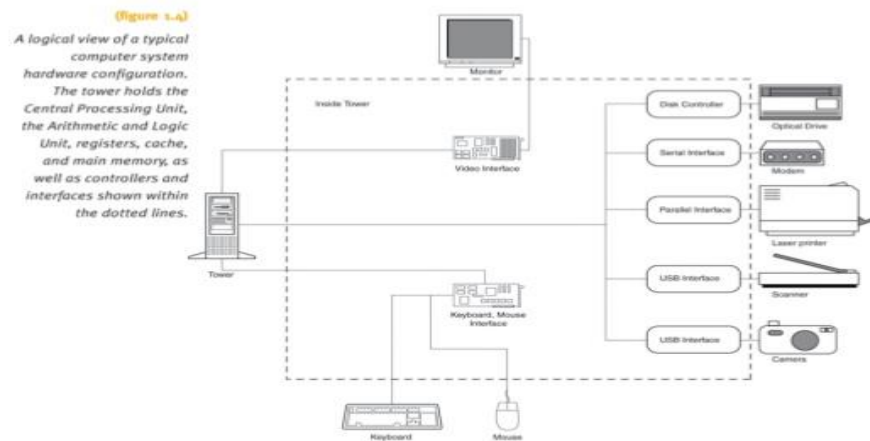 (figure 1.4)
A logical view of a typical
computer system
hardware configuration.
The tower holds the
Central Processing Unit,
the Arithmetic and Logic
Unit, registers, cache,
and main memory, as
well as controllers and
interfaces shown within
the dotted lines.
Monitor
Inside Tower
Disk Controller
Optical Drive
Video Interface
Serial Interface
Modem
Parallel Interface
Laser printer
Tower
USB Interface
Scanner
Keyboard, Mouse
Interface
USB Interface
Camera
Keyboard
Mouse